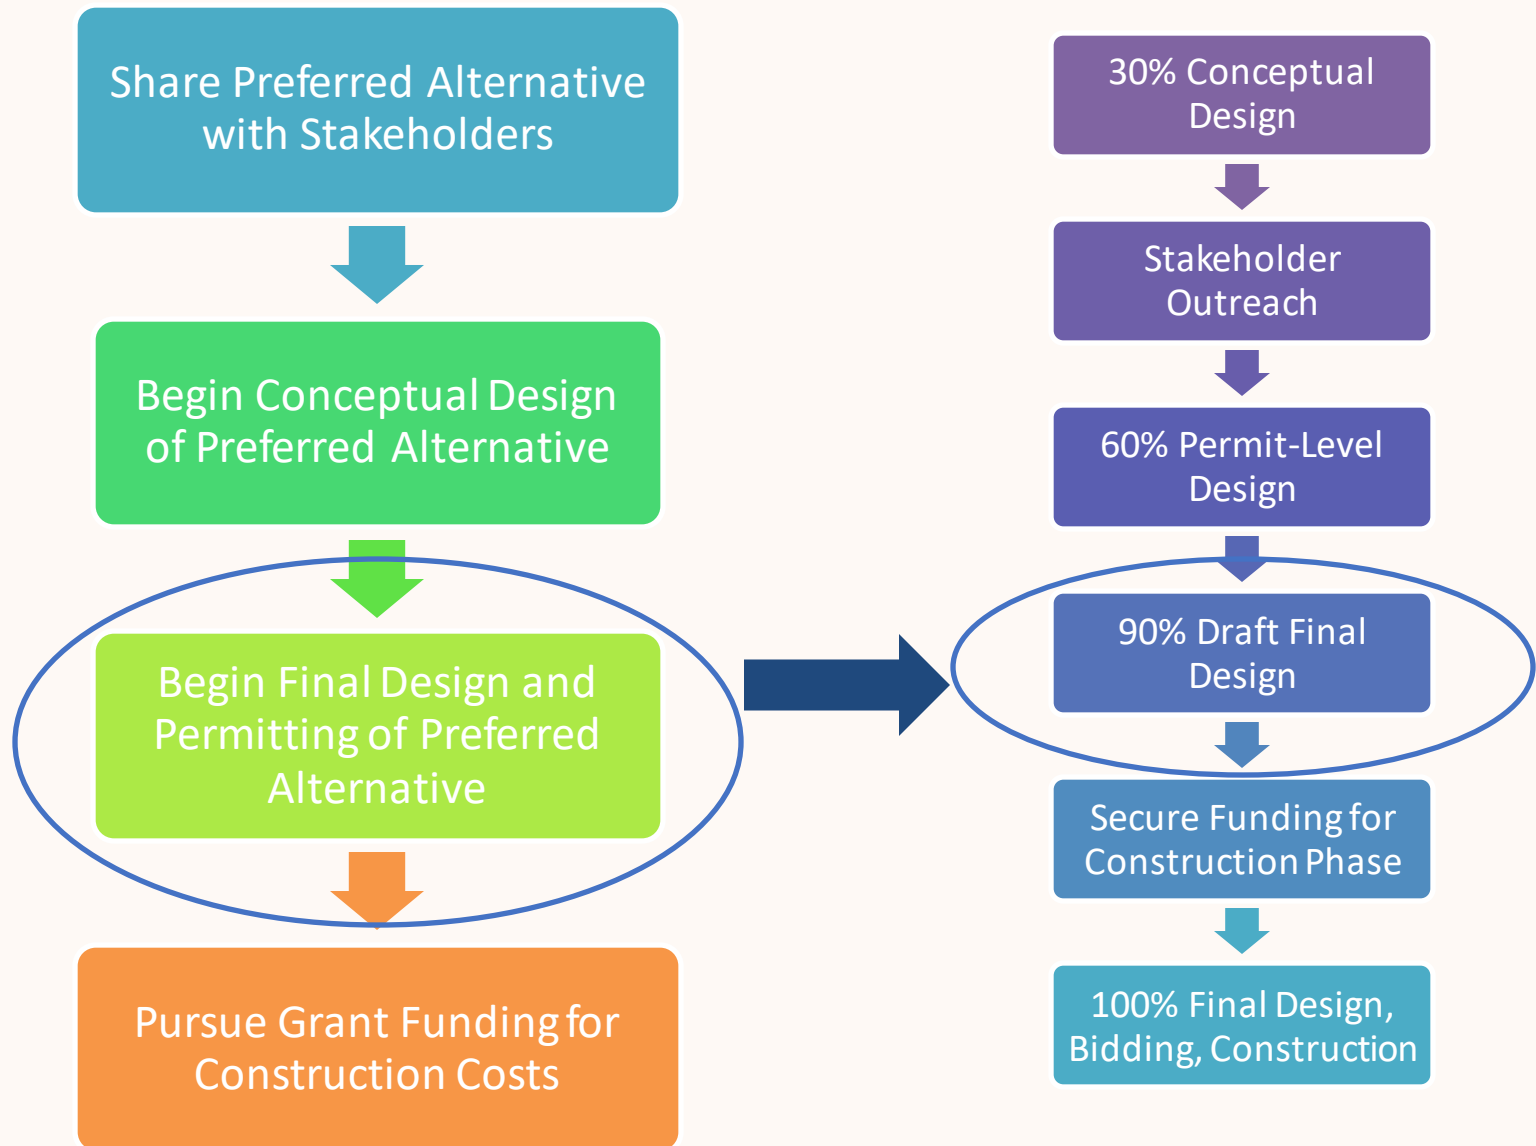 Share Preferred Alternative
with Stakeholders
Begin Conceptual Design
of Preferred Alternative
Begin Final Design and
Permitting of Preferred
Alternative
Pursue Grant Funding for
Construction Costs
30% Conceptual
Design
Stakeholder
Outreach
60% Permit-Level
Design
90% Draft Final
Design
Secure Funding for
Construction Phase
100% Final Design,
Bidding, Construction